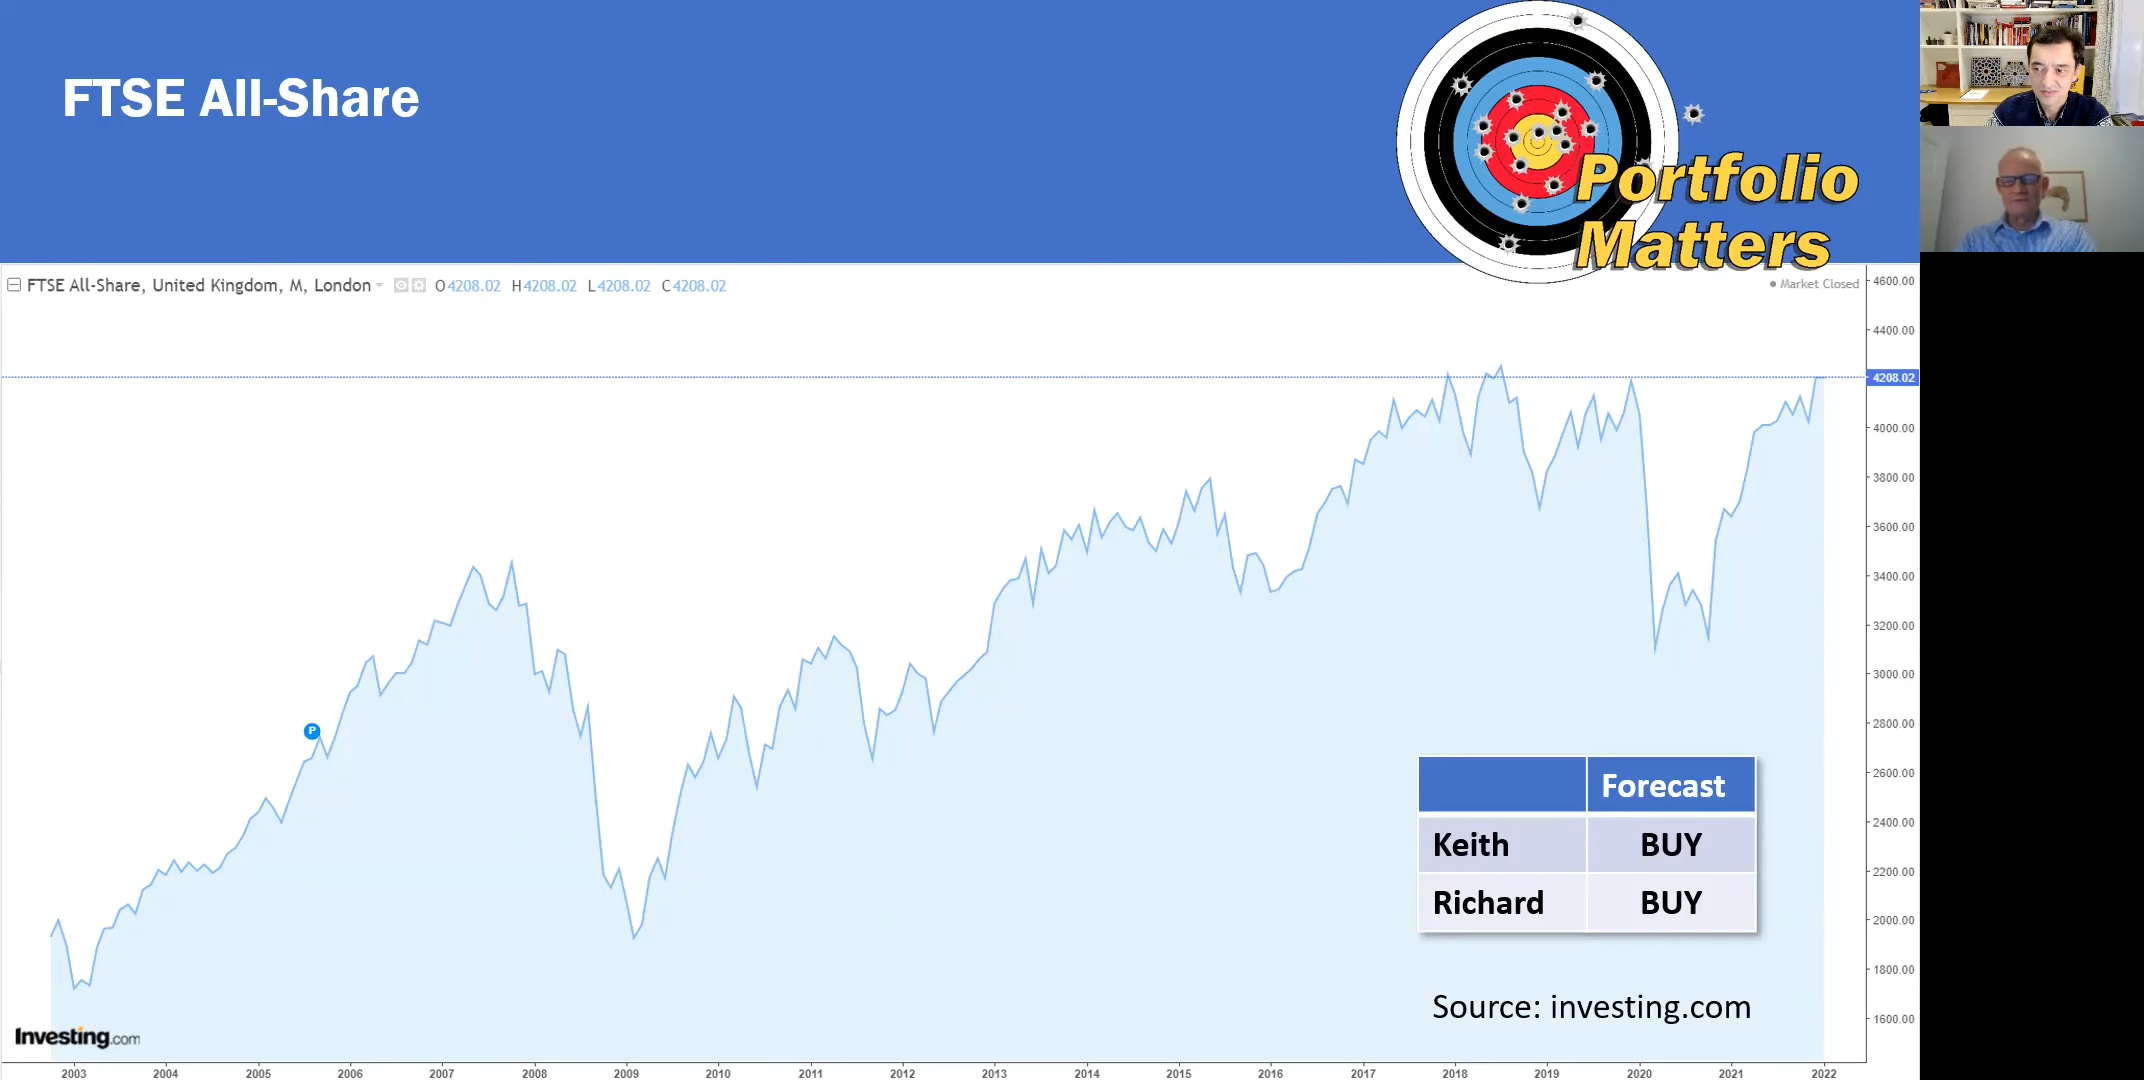 FTSE All-Share
Portfolio
Matters
FTSE All-Share, United Kingdom, M, London O4208.02 H4208.02 L4208.02 C4208.02
Market Closed
4600.00
4400.00
4208.02
4000.00
3800.00
3600.00
3400.00
3200.00
3000.00
2800.00
2600.00
2400.00
2200.00
2000.00
1800.00
1600.00
P
Forecast
Keith BUY
Richard BUY
Source: investing.com
Investing.com
2003 2004 2005 2006 2007 2008 2009 2010 2011 2012 2013 2014 2015 2016 2017 2018 2019 2020 2021 2022